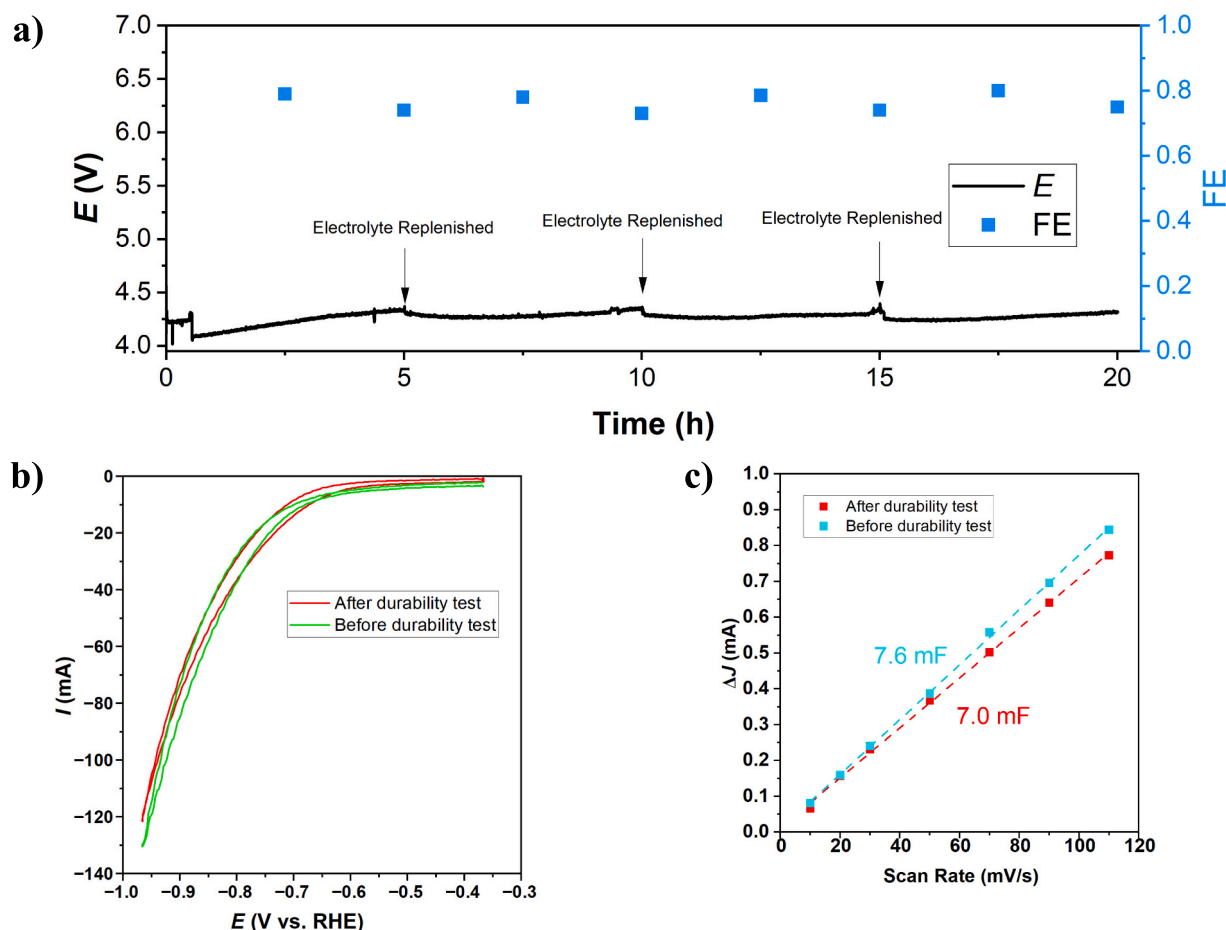 a)
7.0
6.5
6.0
5.5
5.0
4.5
4.0
E (V)
1.0
0.8
0.6
0.4
0.2
0.0
FE
E
FE
Electrolyte Replenished
Electrolyte Replenished
Electrolyte Replenished
0 5 10 15 20
Time (h)
b)
0
−20
−40
−60
−80
−100
−120
−140
I (mA)
After durability test
Before durability test
−1.0 −0.9 −0.8 −0.7 −0.6 −0.5 −0.4 −0.3
E (V vs. RHE)
c)
1.0
0.9
0.8
0.7
0.6
0.5
0.4
0.3
0.2
0.1
0.0
ΔJ (mA)
After durability test
Before durability test
7.6 mF
7.0 mF
0 20 40 60 80 100 120
Scan Rate (mV/s)